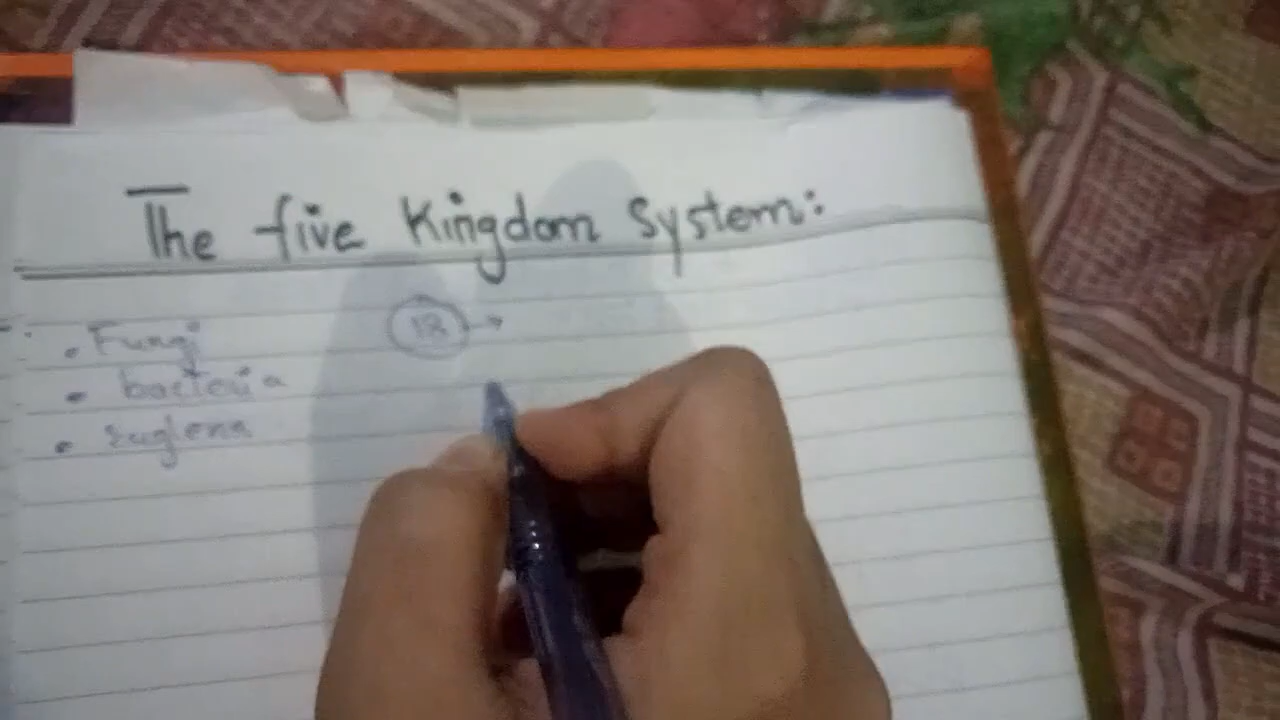 The five Kingdom System:
• Fungi
• bacteria
• Euglena